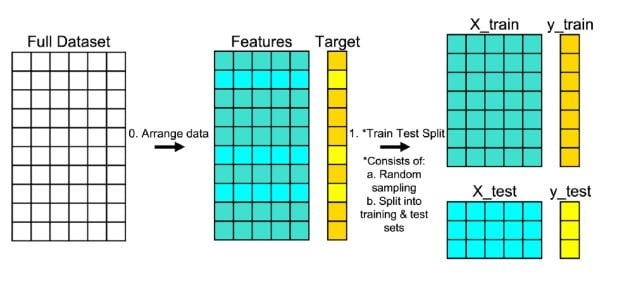 Full Dataset
0. Arrange data
Features
Target
1. *Train Test Split
*Consists of:
a. Random
sampling
b. Split into
training & test
sets
X_train
y_train
X_test
y_test